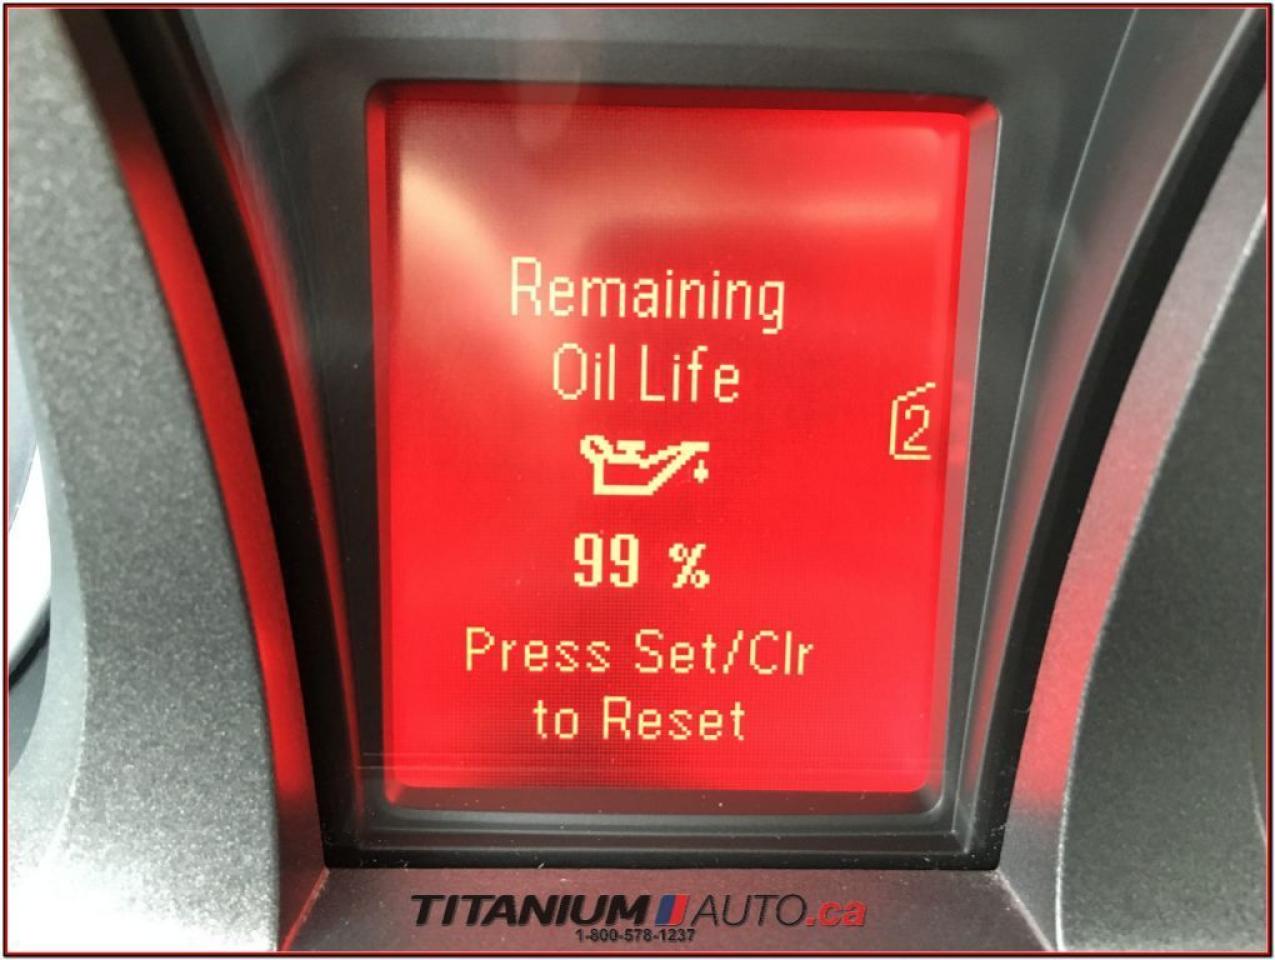 Remaining
Oil Life
2
99 %
Press Set/Clr
to Reset
TITANIUM AUTO.ca
1-800-578-1237